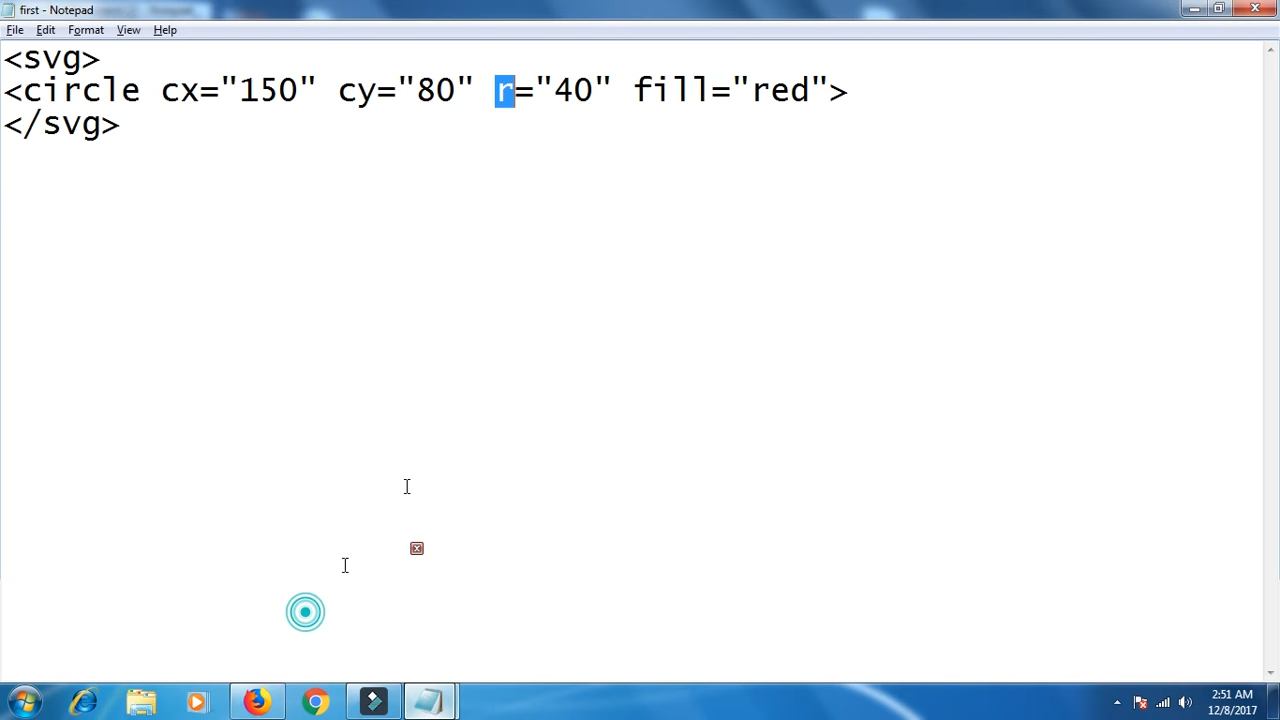 first - Notepad
File Edit Format View Help
<svg>
<circle cx="150" cy="80" r="40" fill="red">
</svg>
2:51 AM
12/8/2017